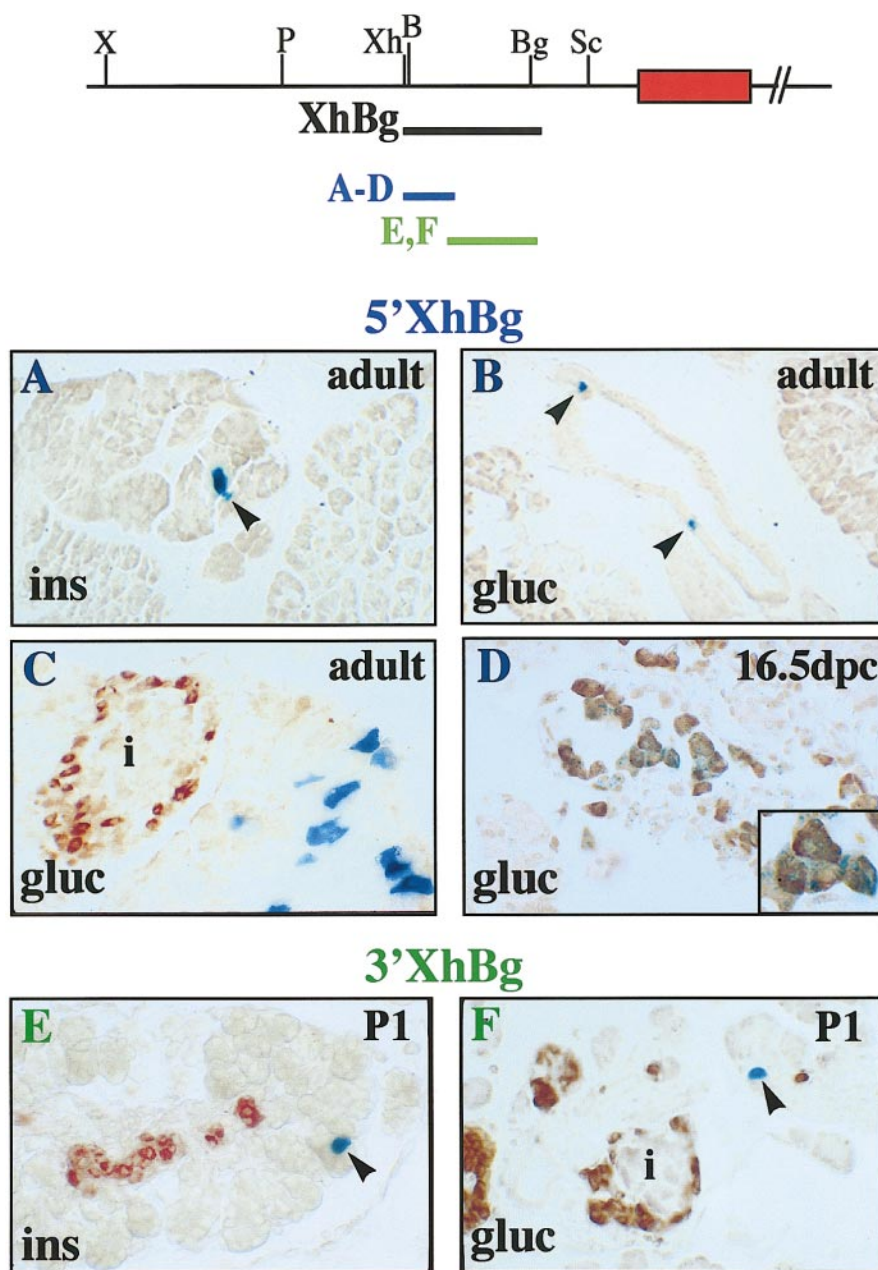 X P Xh B Bg Sc
XhBg
A-D
E,F
5'XhBg
A adult
ins
B adult
gluc
C adult
i
gluc
D 16.5dpc
gluc
3'XhBg
E P1
ins
F P1
i
gluc